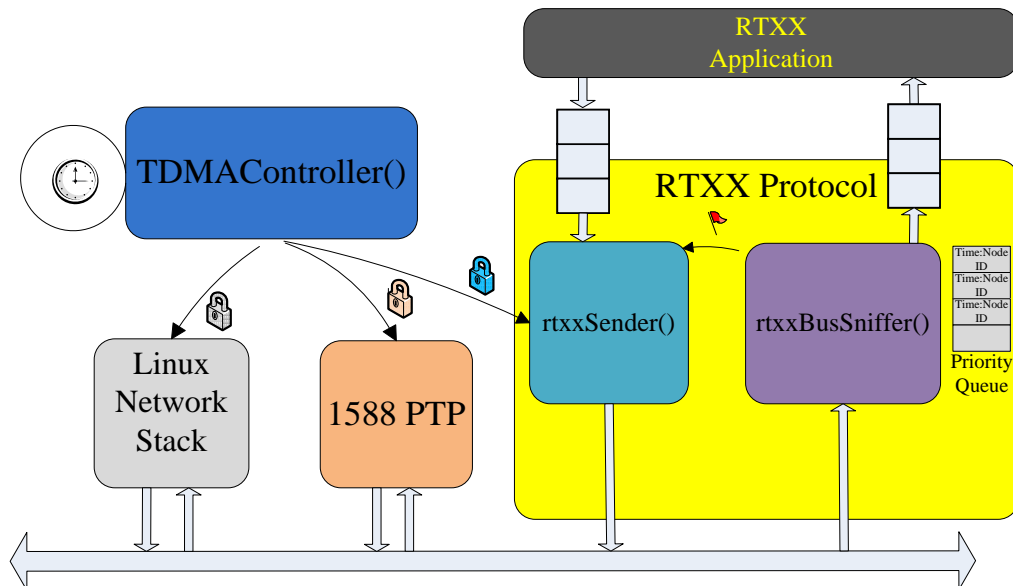 RTXX
Application
TDMAController()
RTXX Protocol
Time:Node
ID
Time:Node
ID
Time:Node
ID
rtxxSender()
rtxxBusSniffer()
Priority
Queue
Linux
Network
Stack
1588 PTP